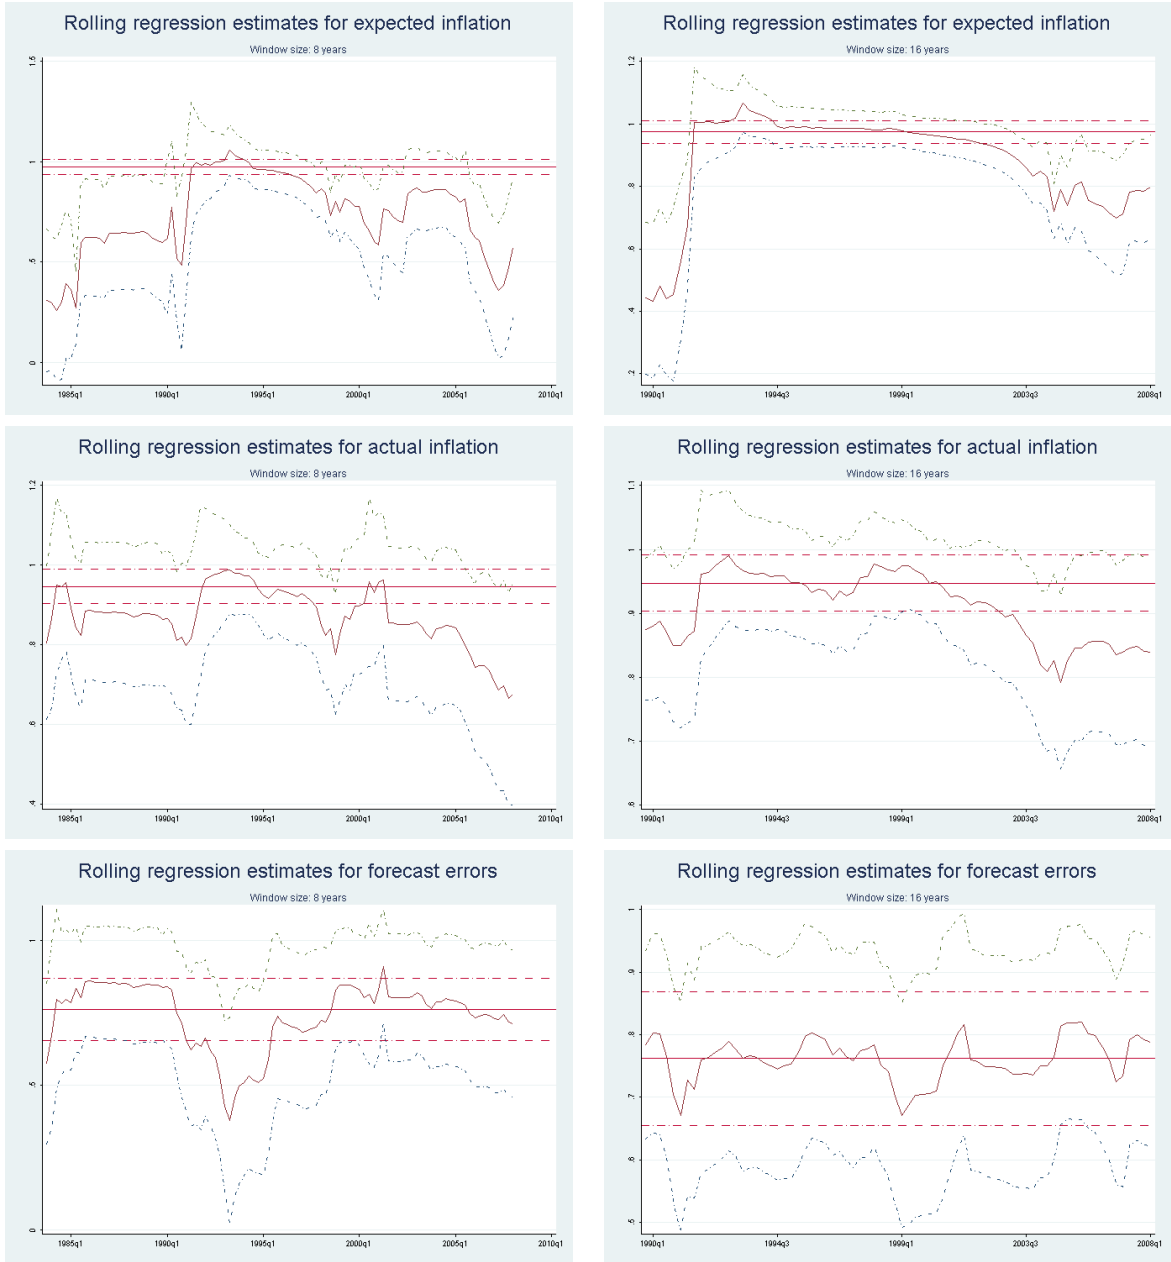 Rolling regression estimates for expected inflation
Window size: 8 years
1.5
1
.5
0
1985q1 1990q1 1995q1 2000q1 2005q1 2010q1
Rolling regression estimates for expected inflation
Window size: 16 years
1.2
1
.8
.6
.4
.2
1990q1 1994q3 1999q1 2003q3 2008q1
Rolling regression estimates for actual inflation
Window size: 8 years
1.2
1
.8
.6
.4
1985q1 1990q1 1995q1 2000q1 2005q1 2010q1
Rolling regression estimates for actual inflation
Window size: 16 years
1.1
1
.9
.8
.7
.6
1990q1 1994q3 1999q1 2003q3 2008q1
Rolling regression estimates for forecast errors
Window size: 8 years
1
.5
0
1985q1 1990q1 1995q1 2000q1 2005q1 2010q1
Rolling regression estimates for forecast errors
Window size: 16 years
1
.9
.8
.7
.6
.5
1990q1 1994q3 1999q1 2003q3 2008q1